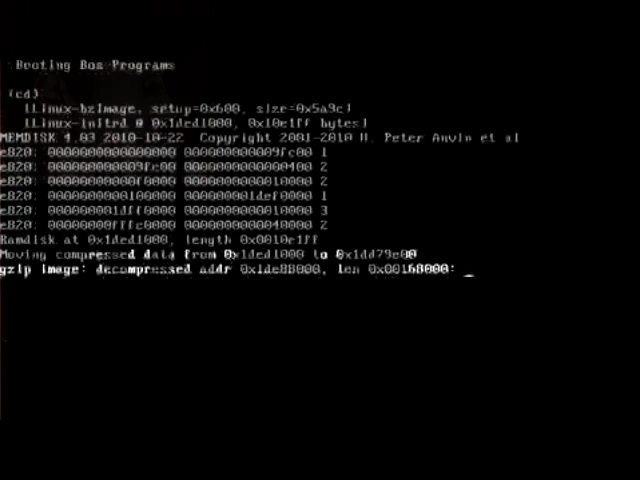 Booting Dos Programs
(cd)
[Linux-bzImage, setup=0x600, size=0x5a9c]
[Linux-initrd @ 0x1ded1000, 0x10e1ff bytes]
MEMDISK 4.03 2010-10-22 Copyright 2001-2010 H. Peter Anvin et al
e820: 0000000000000000 000000000009fc00 1
e820: 000000000009fc00 0000000000000400 2
e820: 00000000000f0000 0000000000010000 2
e820: 0000000000100000 000000001def0000 1
e820: 000000001dff0000 0000000000010000 3
e820: 00000000fffc0000 0000000000040000 2
Ramdisk at 0x1ded1000, length 0x0010e1ff
Moving compressed data from 0x1ded1000 to 0x1dd79e00
gzip image: decompressed addr 0x1de88000, len 0x00168000: